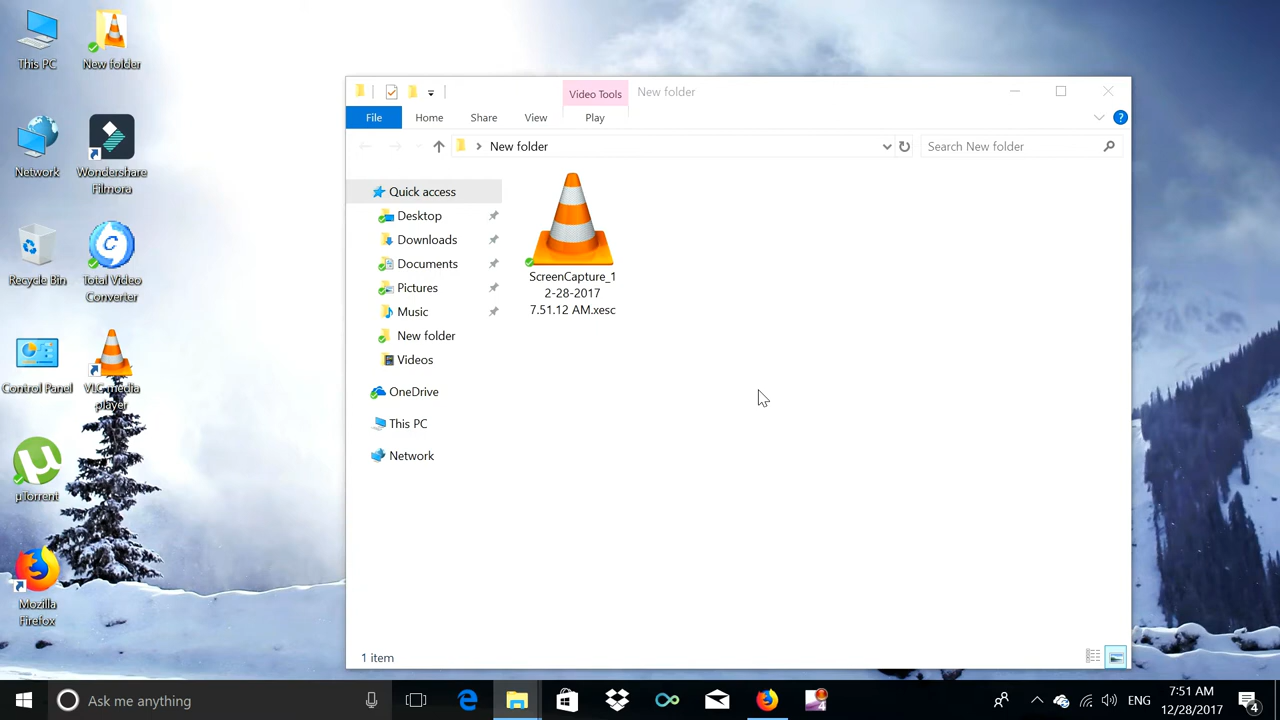 This PC
New folder
Network
Wondershare
Filmora
Recycle Bin
Total Video
Converter
Control Panel
VLC media
player
µTorrent
Mozilla
Firefox
Video Tools
New folder
File
Home
Share
View
Play
New folder
Search New folder
Quick access
Desktop
Downloads
Documents
Pictures
Music
New folder
Videos
OneDrive
This PC
Network
ScreenCapture_1
2-28-2017
7.51.12 AM.xesc
1 item
Ask me anything
ENG
7:51 AM
12/28/2017
4